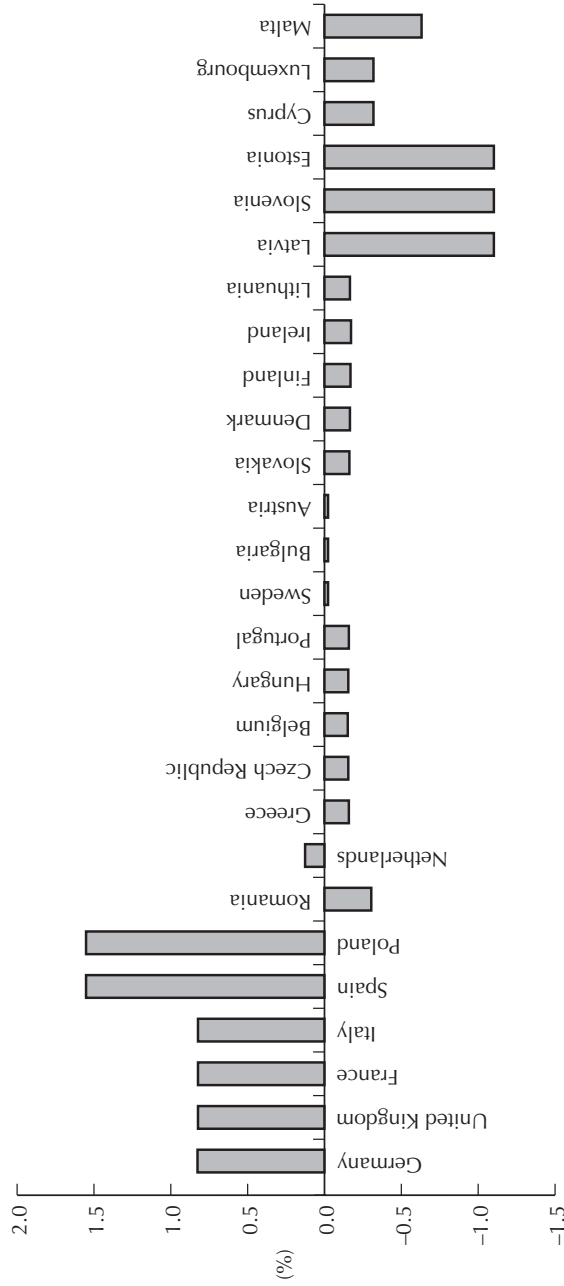 2.0
1.5
1.0
0.5
0.0
–0.5
–1.0
–1.5
(%)
Germany
United Kingdom
France
Italy
Spain
Poland
Romania
Netherlands
Greece
Czech Republic
Belgium
Hungary
Portugal
Sweden
Bulgaria
Austria
Slovakia
Denmark
Finland
Ireland
Lithuania
Latvia
Slovenia
Estonia
Cyprus
Luxembourg
Malta